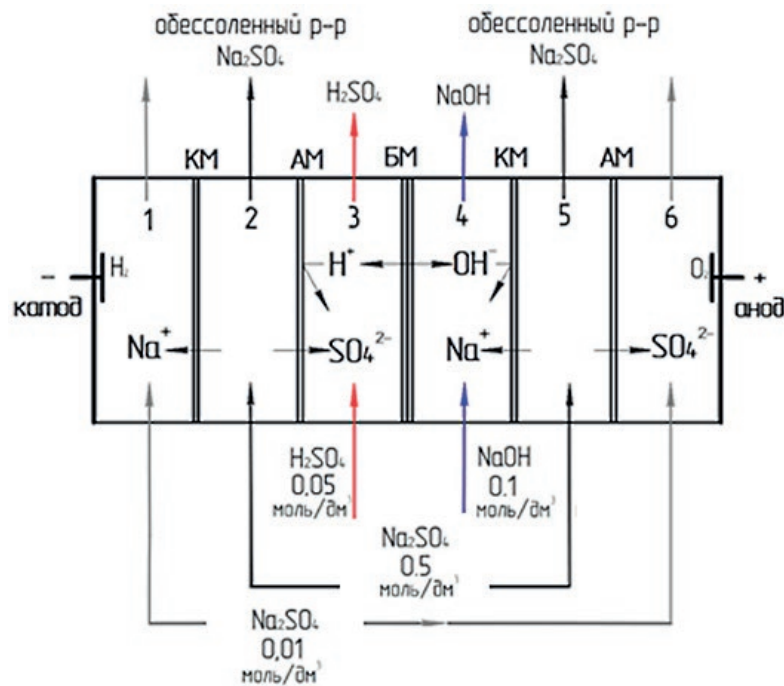 обессоленный р-р
Na₂SO₄
обессоленный р-р
Na₂SO₄
H₂SO₄
NaOH
КМ
АМ
БМ
КМ
АМ
1
2
3
4
5
6
H₂
H⁺
OH⁻
O₂
-
катод
+
анод
Na⁺
SO₄²⁻
Na⁺
SO₄²⁻
H₂SO₄
0,05
моль/дм³
NaOH
0.1
моль/дм³
Na₂SO₄
0.5
моль/дм³
Na₂SO₄
0,01
моль/дм³